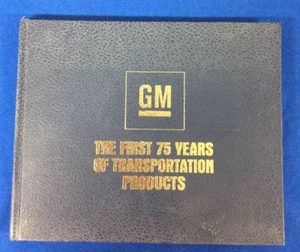 GM
THE FIRST 75 YEARS
OF TRANSPORTATION
PRODUCTS